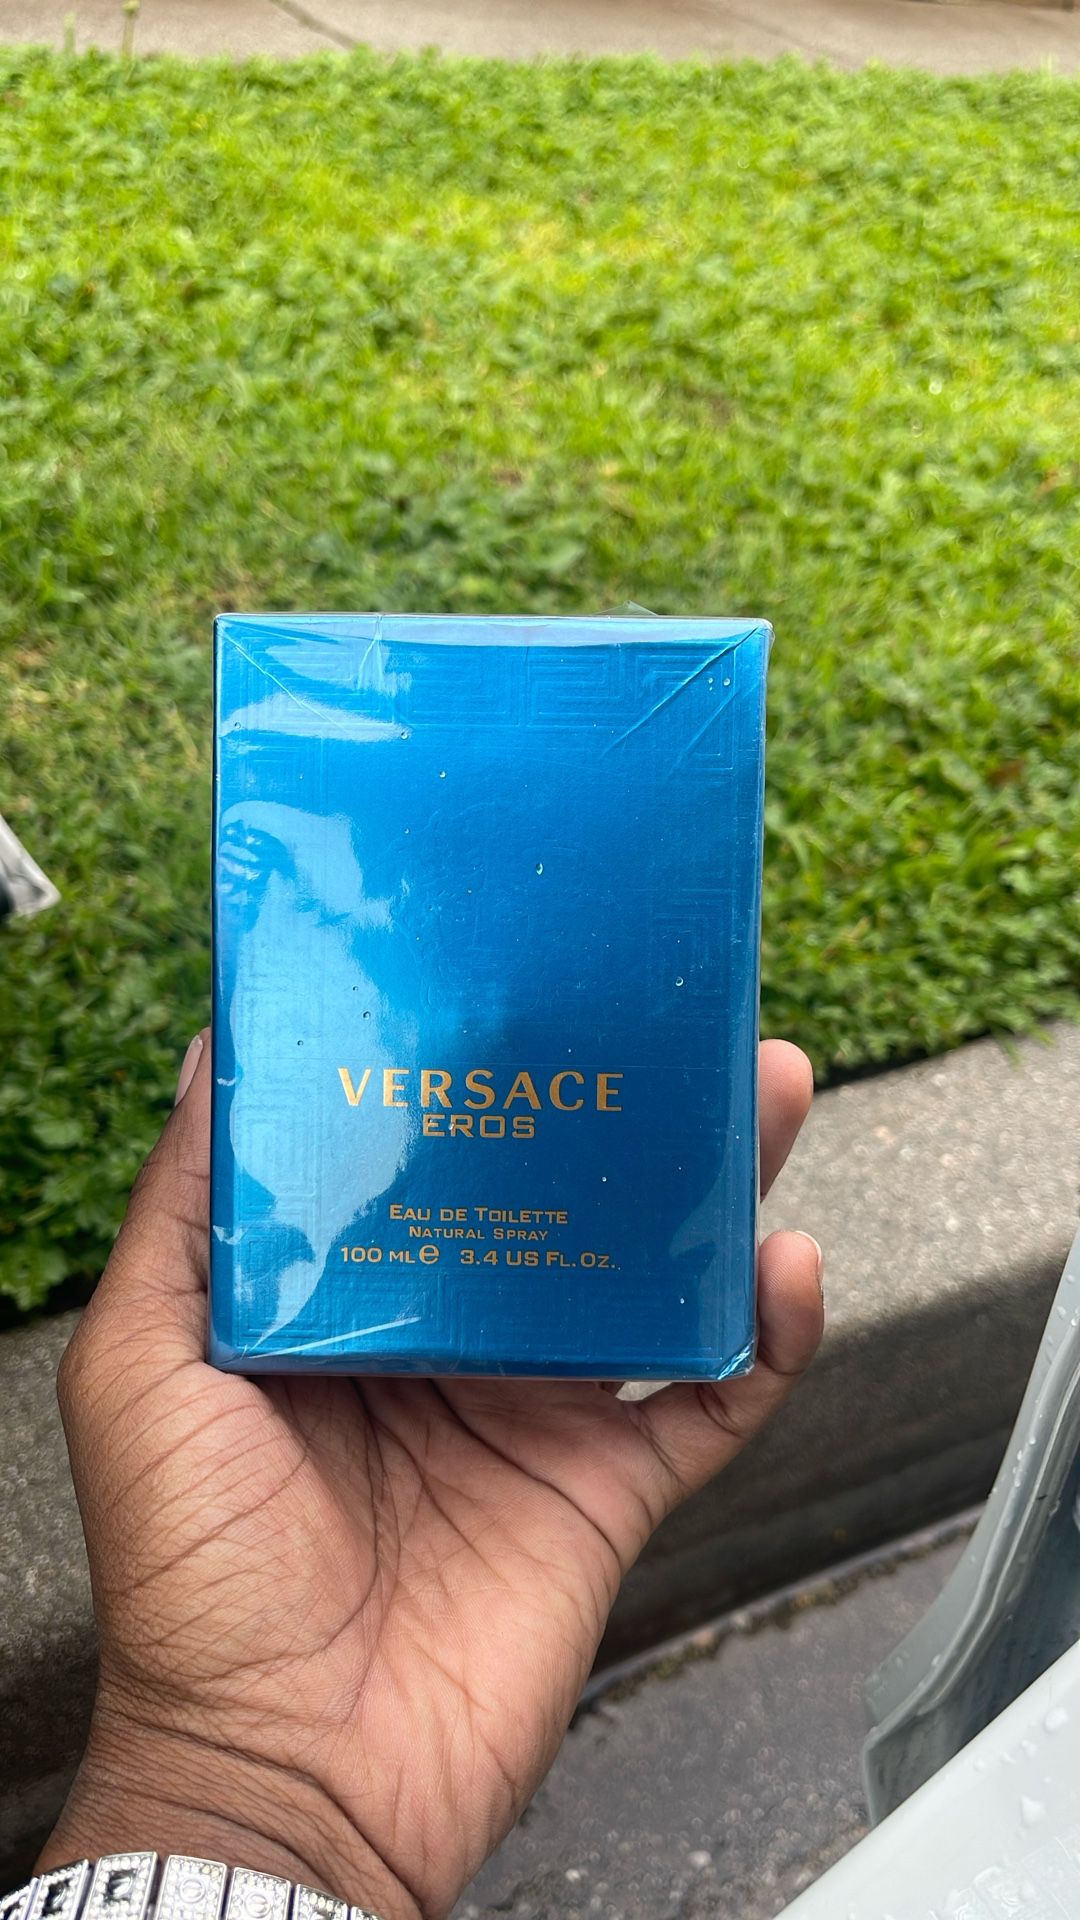 VERSACE
EROS
EAU DE TOILETTE
NATURAL SPRAY
100 ML e 3.4 US FL. OZ.